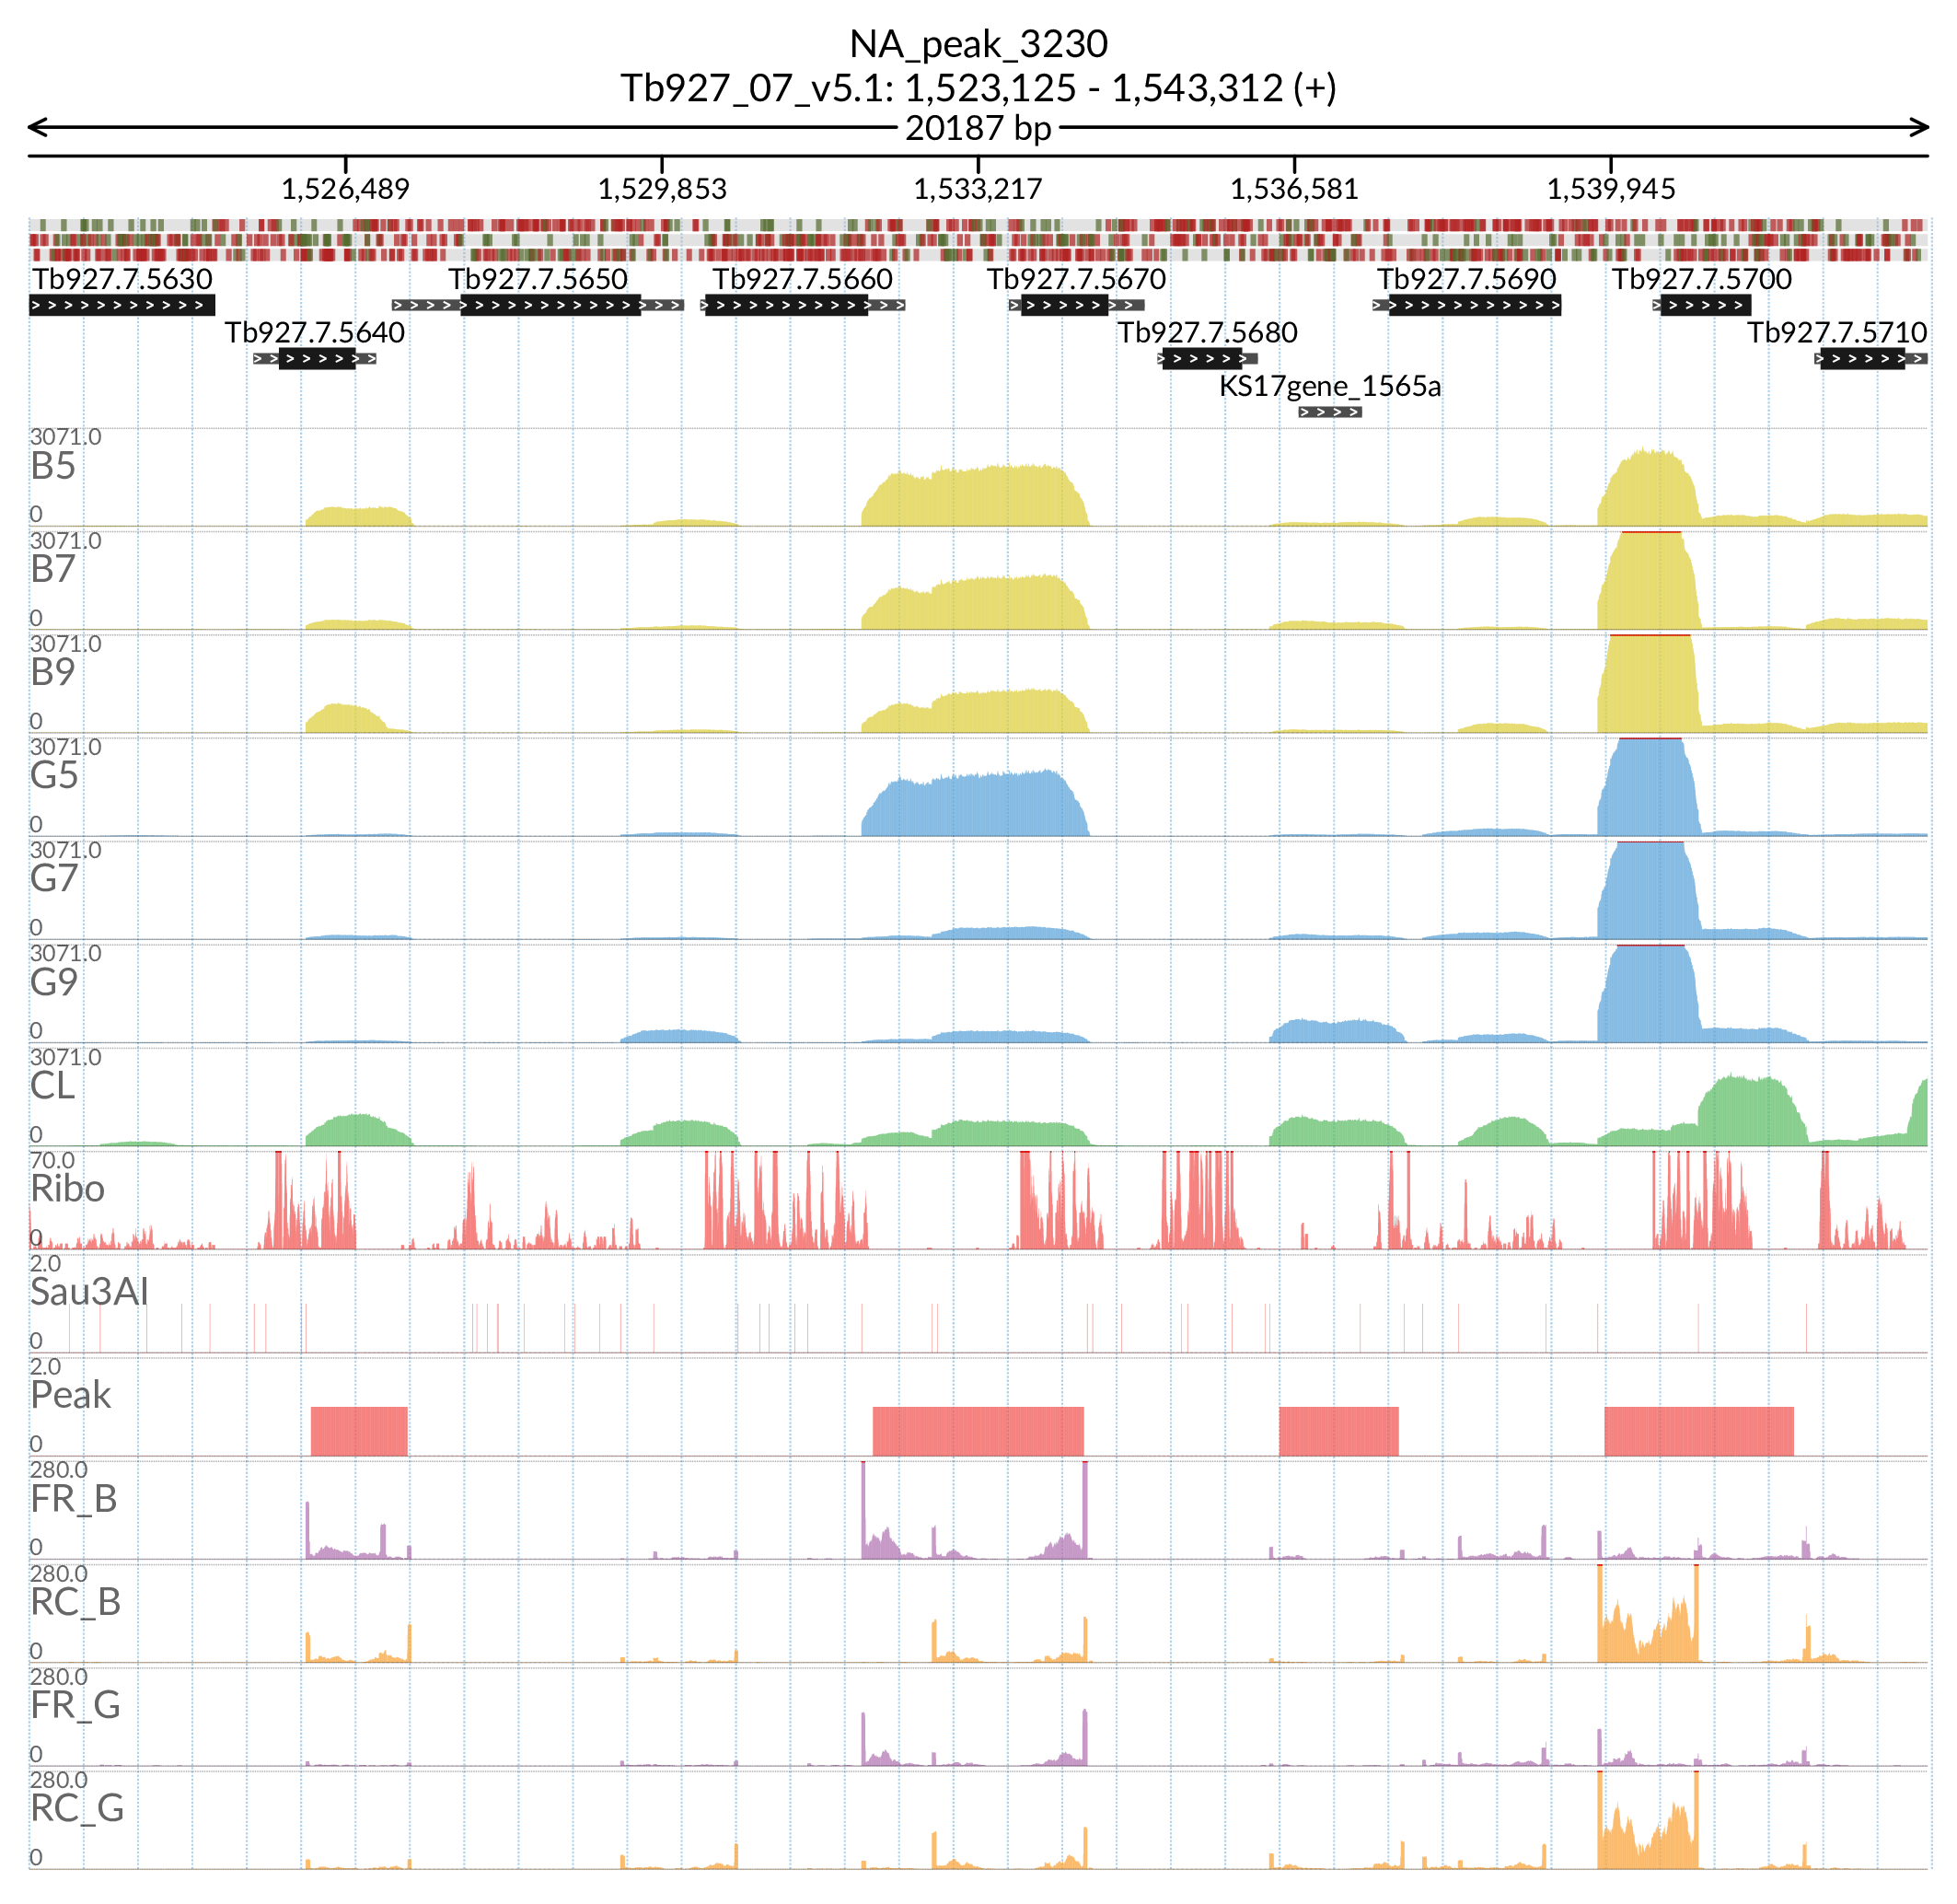 NA_peak_3230
Tb927_07_v5.1: 1,523,125 - 1,543,312 (+)
20187 bp
1,526,489 1,529,853 1,533,217 1,536,581 1,539,945
Tb927.7.5630 Tb927.7.5650 Tb927.7.5660 Tb927.7.5670 Tb927.7.5690 Tb927.7.5700
Tb927.7.5640 Tb927.7.5680 Tb927.7.5710
KS17gene_1565a
3071.0
B5
0
3071.0
B7
0
3071.0
B9
0
3071.0
G5
0
3071.0
G7
0
3071.0
G9
0
3071.0
CL
0
70.0
Ribo
0
2.0
Sau3AI
0
2.0
Peak
0
280.0
FR_B
0
280.0
RC_B
0
280.0
FR_G
0
280.0
RC_G
0